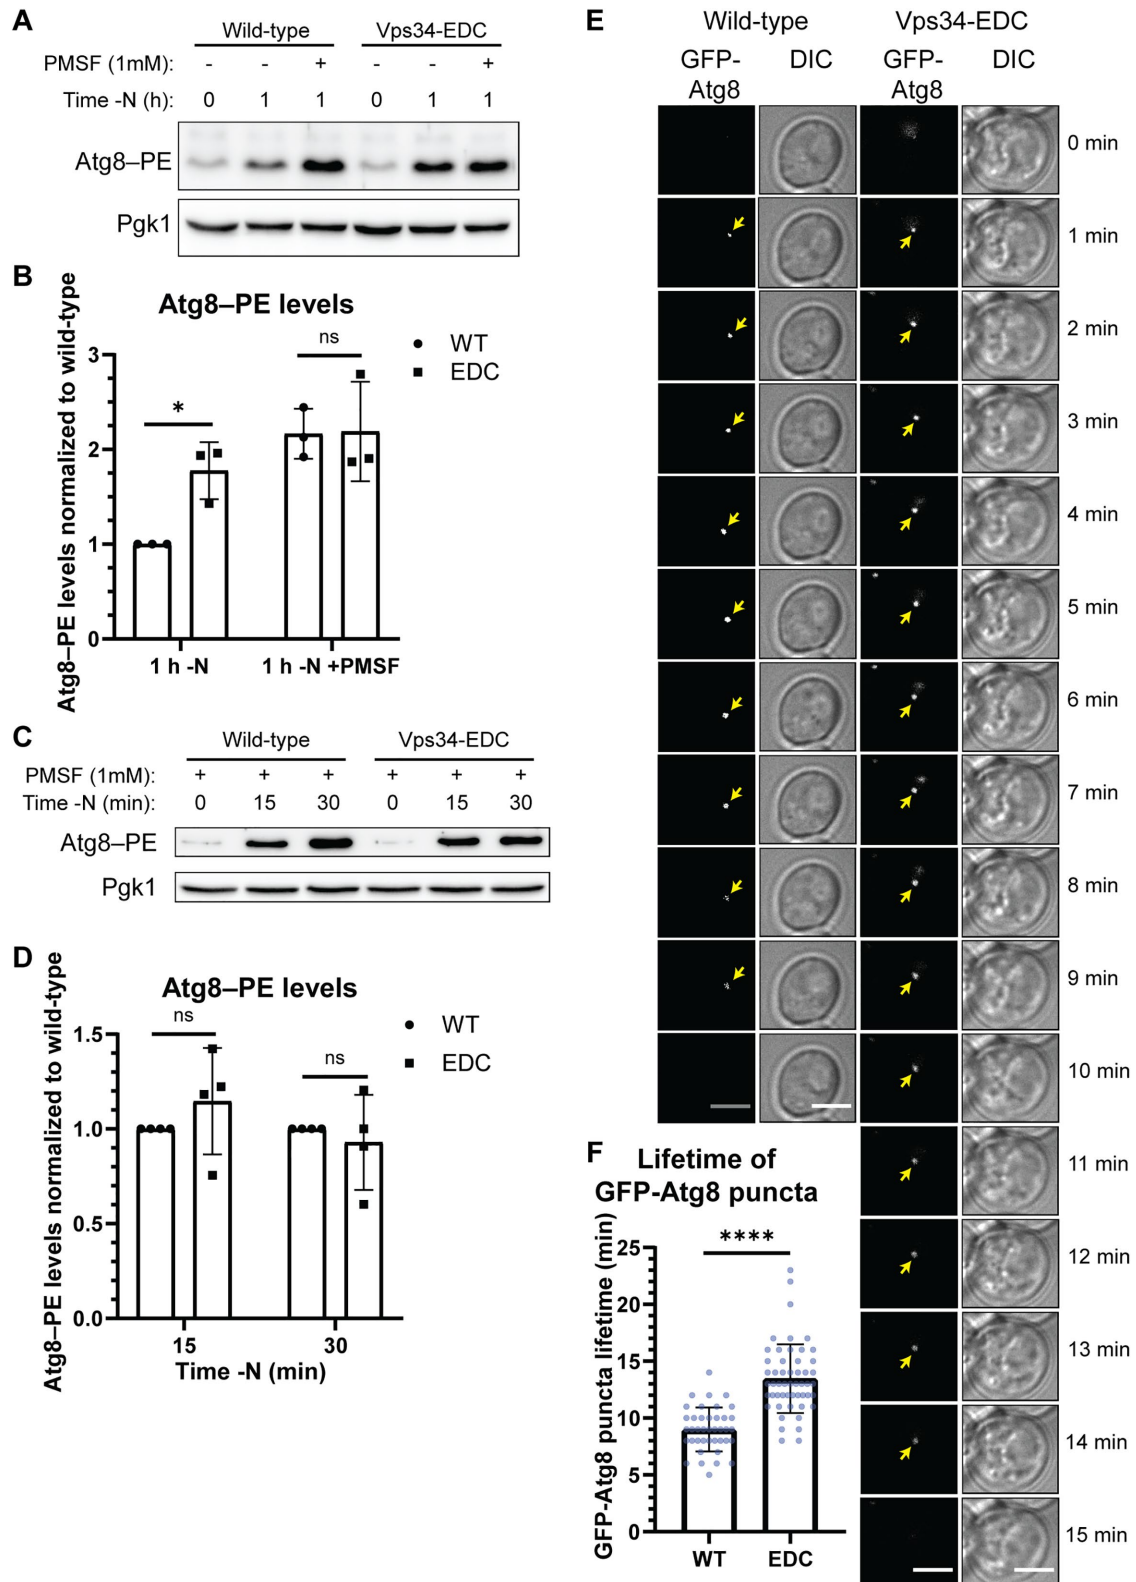 A
Wild-type Vps34-EDC
PMSF (1mM): - - + - - +
Time -N (h): 0 1 1 0 1 1
Atg8–PE
Pgk1
B
Atg8–PE levels
Atg8–PE levels normalized to wild-type
3
2
1
0
*
ns
WT
EDC
1 h -N 1 h -N +PMSF
C
Wild-type Vps34-EDC
PMSF (1mM): + + + + + +
Time -N (min): 0 15 30 0 15 30
Atg8–PE
Pgk1
D
Atg8–PE levels
Atg8–PE levels normalized to wild-type
1.5
1.0
0.5
0.0
ns
ns
WT
EDC
15 30
Time -N (min)
E
Wild-type Vps34-EDC
GFP-Atg8 DIC GFP-Atg8 DIC
0 min
1 min
2 min
3 min
4 min
5 min
6 min
7 min
8 min
9 min
10 min
11 min
12 min
13 min
14 min
15 min
F
Lifetime of
GFP-Atg8 puncta
GFP-Atg8 puncta lifetime (min)
25
20
15
10
5
0
****
WT EDC